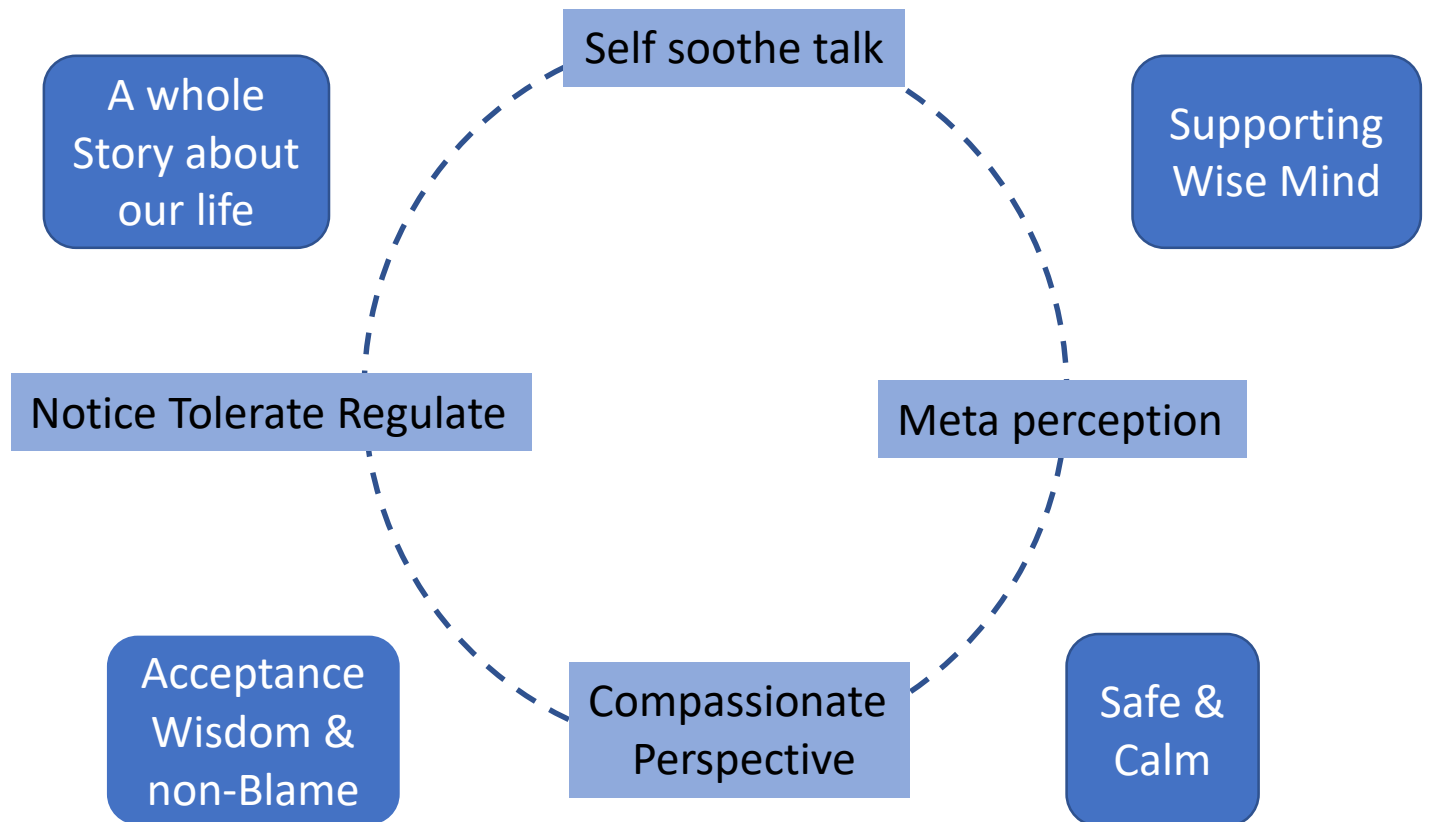 Self soothe talk
A whole
Story about
our life
Supporting
Wise Mind
Notice Tolerate Regulate
Meta perception
Acceptance
Wisdom &
non-Blame
Compassionate
Perspective
Safe &
Calm